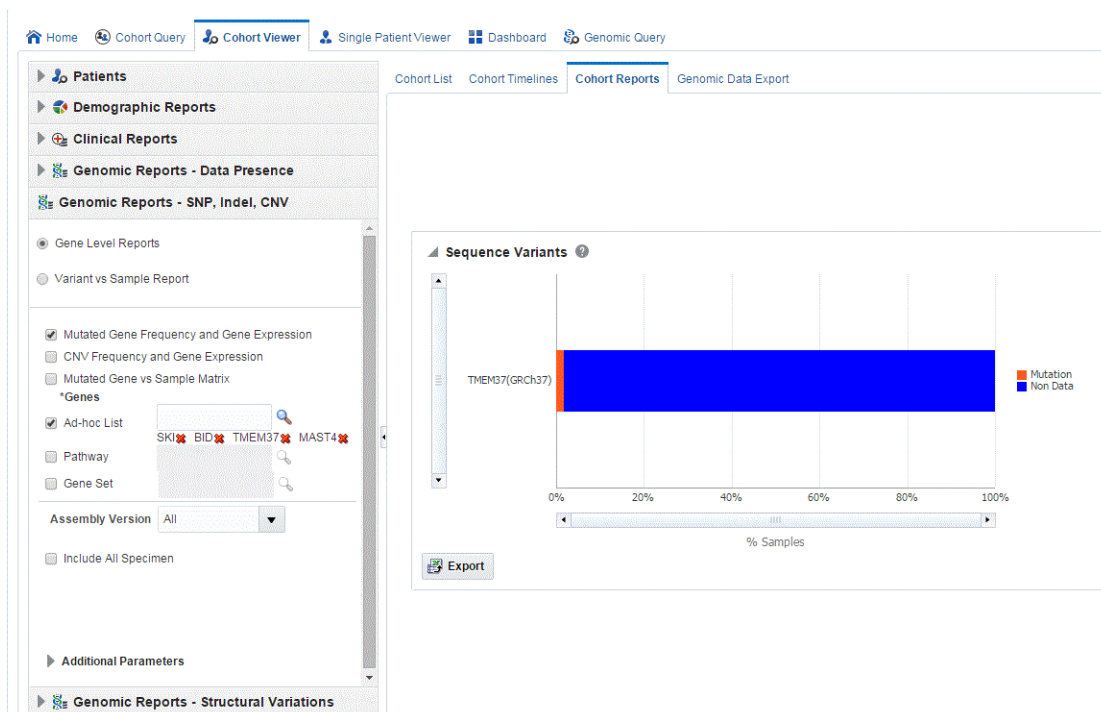 Home Cohort Query Cohort Viewer Single Patient Viewer Dashboard Genomic Query
Patients
Demographic Reports
Clinical Reports
Genomic Reports - Data Presence
Genomic Reports - SNP, Indel, CNV
Gene Level Reports
Variant vs Sample Report
Mutated Gene Frequency and Gene Expression
CNV Frequency and Gene Expression
Mutated Gene vs Sample Matrix
*Genes
Ad-hoc List
SKI BID TMEM37 MAST4
Pathway
Gene Set
Assembly Version All
Include All Specimen
Additional Parameters
Genomic Reports - Structural Variations
Cohort List Cohort Timelines Cohort Reports Genomic Data Export
Sequence Variants ?
TMEM37(GRCh37)
Mutation
Non Data
0% 20% 40% 60% 80% 100%
% Samples
Export